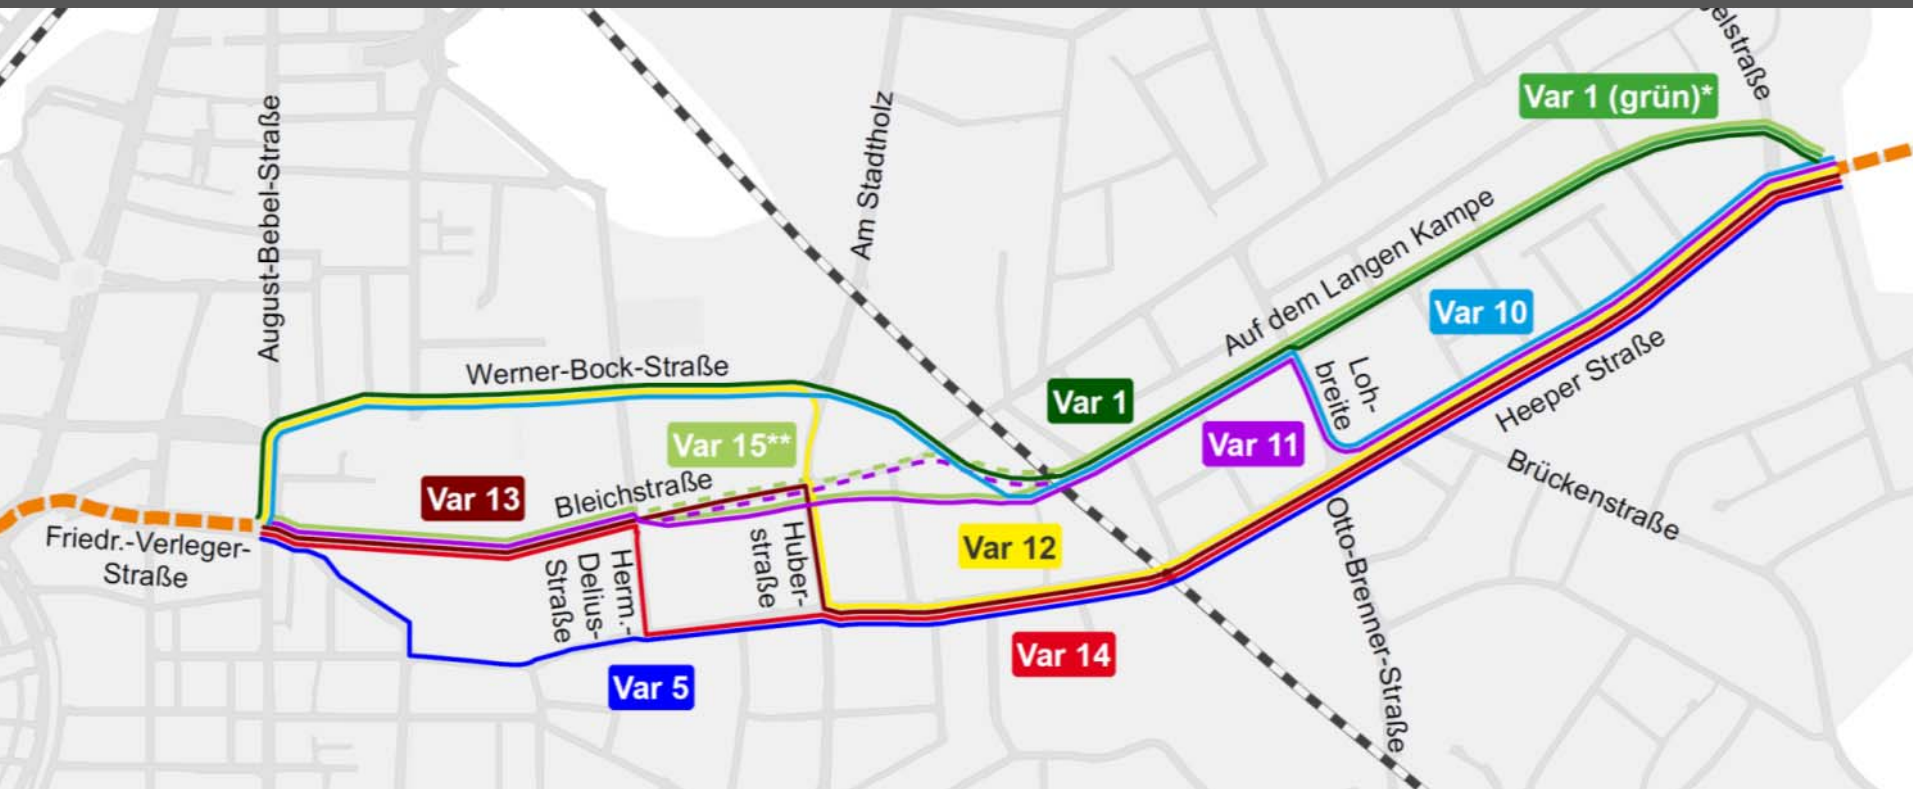 elstraße
Var 1 (grün)*
August-Bebel-Straße
Am Stadtholz
Auf dem Langen Kampe
Var 10
Werner-Bock-Straße
Var 1
Loh-
breite
Heeper Straße
Var 15**
Var 11
Var 13
Bleichstraße
Brückenstraße
Friedr.-Verleger-
Straße
Herm.-
Delius-
Straße
Huber-
straße
Var 12
Otto-Brenner-Straße
Var 14
Var 5